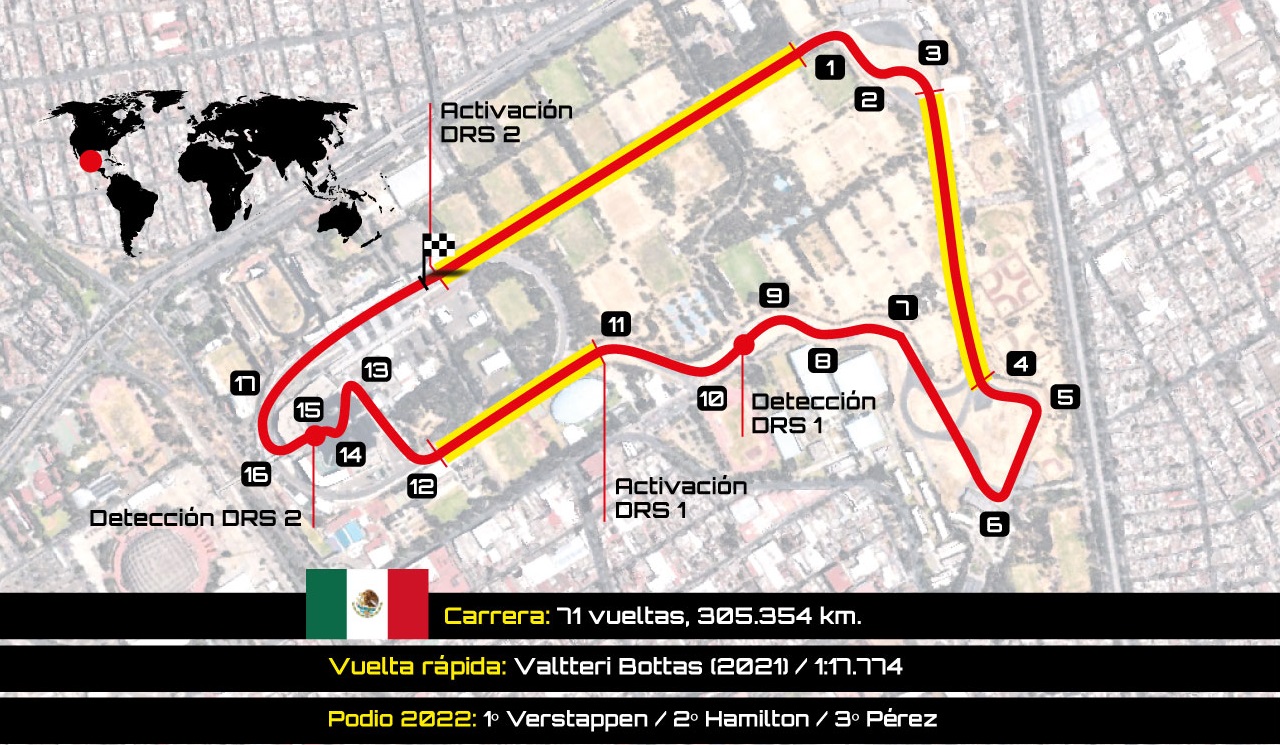 1
2
3
Activación
DRS 2
4
5
6
7
8
9
10
11
12
13
14
15
16
17
Detección
DRS 1
Activación
DRS 1
Detección DRS 2
Carrera: 71 vueltas, 305.354 km.
Vuelta rápida: Valtteri Bottas (2021) / 1:17.774
Podio 2022: 1º Verstappen / 2º Hamilton / 3º Pérez